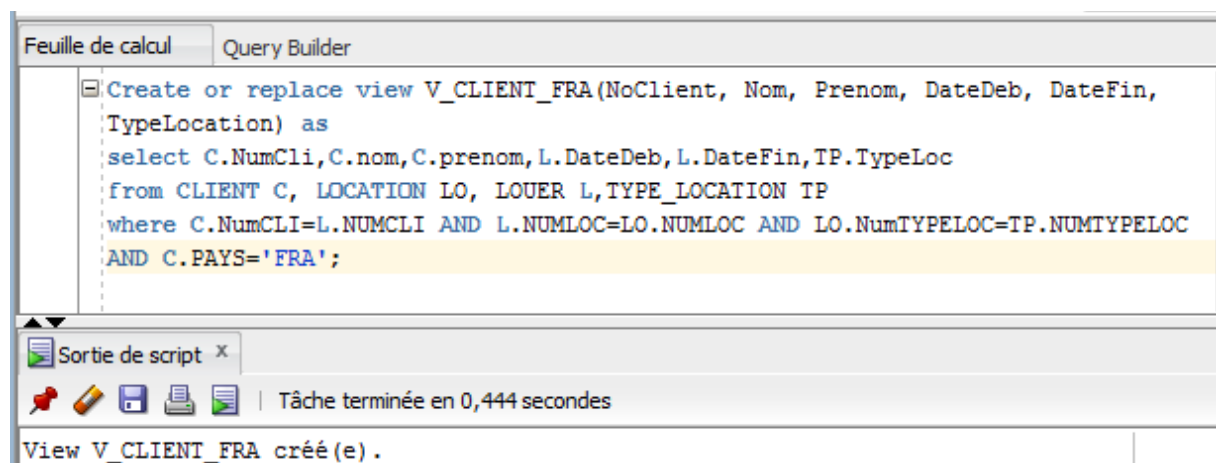 Feuille de calcul Query Builder
Create or replace view V_CLIENT_FRA(NoClient, Nom, Prenom, DateDeb, DateFin,
TypeLocation) as
select C.NumCli,C.nom,C.prenom,L.DateDeb,L.DateFin,TP.TypeLoc
from CLIENT C, LOCATION LO, LOUER L,TYPE_LOCATION TP
where C.NumCLI=L.NUMCLI AND L.NUMLOC=LO.NUMLOC AND LO.NumTYPELOC=TP.NUMTYPELOC
AND C.PAYS='FRA';
Sortie de script x
Tâche terminée en 0,444 secondes
View V_CLIENT_FRA créé(e).